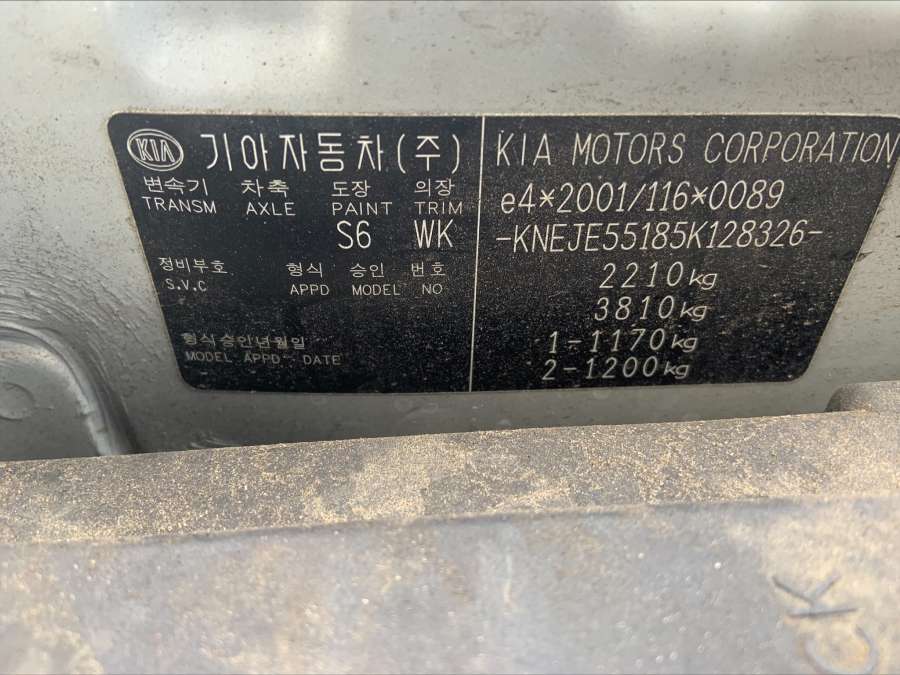 KIA 기아자동차(주)
변속기 차축 도장 의장
TRANSM AXLE PAINT TRIM
S6 WK
정비부호 형식 승인 번호
S.V.C APPD MODEL NO
형식승인년월일
MODEL APPD DATE
KIA MOTORS CORPORATION
e4*2001/116*0089
-KNEJE55185K128326-
2210kg
3810kg
1-1170kg
2-1200kg
CK